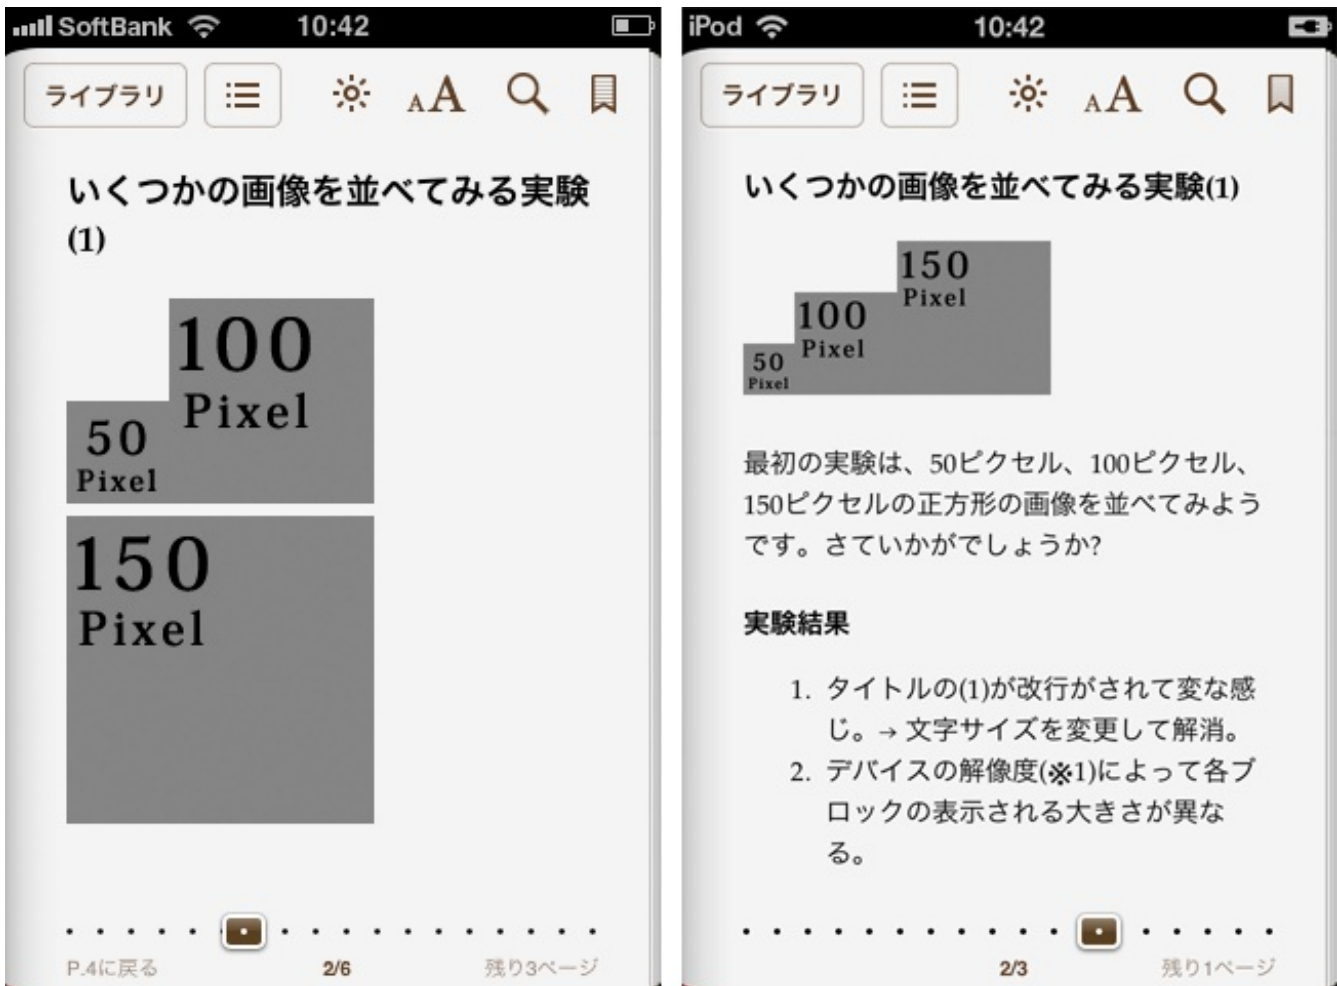 SoftBank 10:42
ライブラリ AA
いくつかの画像を並べてみる実験
(1)
100
Pixel
50
Pixel
150
Pixel
P.4に戻る 2/6 残り3ページ
iPod 10:42
ライブラリ AA
いくつかの画像を並べてみる実験(1)
150
Pixel
100
Pixel
50
Pixel
最初の実験は、50ピクセル、100ピクセル、
150ピクセルの正方形の画像を並べてみよう
です。さていかがでしょうか?
実験結果
1. タイトルの(1)が改行がされて変な感
じ。→ 文字サイズを変更して解消。
2. デバイスの解像度(※1)によって各ブ
ロックの表示される大きさが異な
る。
2/3 残り1ページ